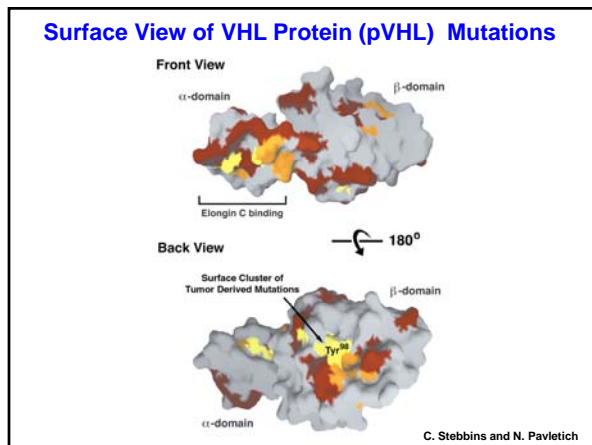 Surface View of VHL Protein (pVHL) Mutations
Front View
α-domain
β-domain
Elongin C binding
180°
Back View
Surface Cluster of
Tumor Derived Mutations
β-domain
Tyr⁹⁸
α-domain
C. Stebbins and N. Pavletich